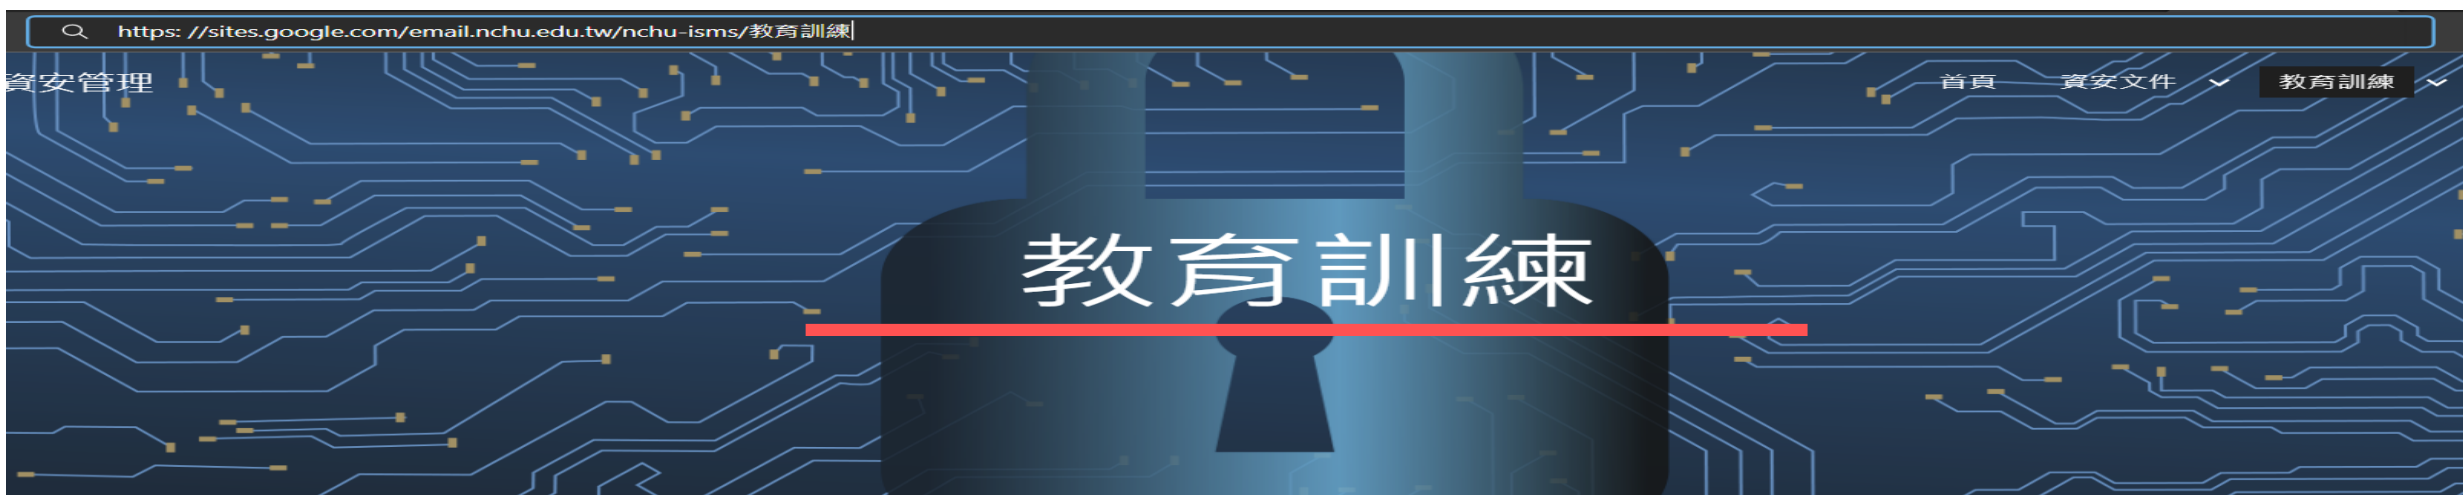 https: //sites.google.com/email.nchu.edu.tw/nchu-isms/教育訓練
資安管理 首頁 資安文件 教育訓練
教育訓練